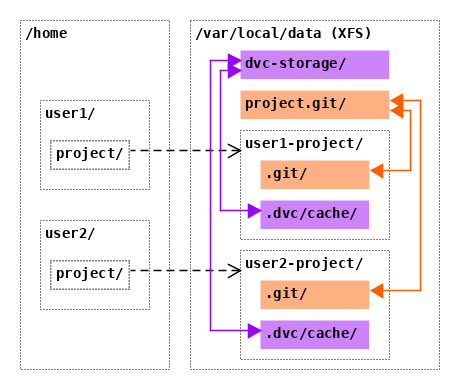 /home
user1/
project/
user2/
project/
/var/local/data (XFS)
dvc-storage/
project.git/
user1-project/
.git/
.dvc/cache/
user2-project/
.git/
.dvc/cache/